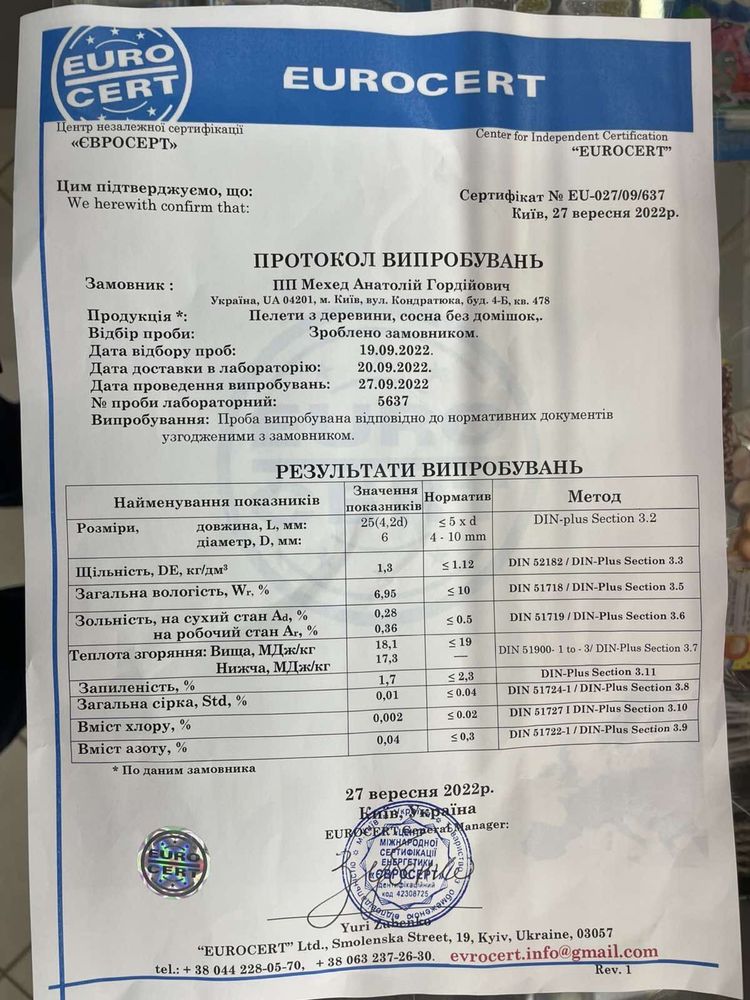 EURO
CERT
EUROCERT
Центр незалежної сертифікації
«ЄВРОСЕРТ»
Center for Independent Certification
"EUROCERT"
Цим підтверджуємо, що:
We herewith confirm that:
Сертифікат № EU-027/09/637
Київ, 27 вересня 2022р.
ПРОТОКОЛ ВИПРОБУВАНЬ
Замовник : ПП Мехед Анатолій Гордійович
Україна, UA 04201, м. Київ, вул. Кондратюка, буд. 4-Б, кв. 478
Продукція *: Пелети з деревини, сосна без домішок,.
Відбір проби: Зроблено замовником.
Дата відбору проб: 19.09.2022.
Дата доставки в лабораторію: 20.09.2022.
Дата проведення випробувань: 27.09.2022
№ проби лабораторний: 5637
Випробування: Проба випробувана відповідно до нормативних документів
узгодженими з замовником.
РЕЗУЛЬТАТИ ВИПРОБУВАНЬ
Найменування показників Значення показників Норматив Метод
Розміри, довжина, L, мм: 25(4,2d) ≤ 5 x d DIN-plus Section 3.2
діаметр, D, мм: 6 4 - 10 mm
Щільність, DE, кг/дм³ 1,3 ≤ 1.12 DIN 52182 / DIN-Plus Section 3.3
Загальна вологість, Wr, % 6,95 ≤ 10 DIN 51718 / DIN-Plus Section 3.5
Зольність, на сухий стан Ad, % 0,28 ≤ 0.5 DIN 51719 / DIN-Plus Section 3.6
на робочий стан Ar, % 0,36
Теплота згоряння: Вища, МДж/кг 18,1 ≤ 19 DIN 51900- 1 to - 3/ DIN-Plus Section 3.7
Нижча, МДж/кг 17,3 —
Запиленість, % 1,7 ≤ 2,3 DIN-Plus Section 3.11
Загальна сірка, Std, % 0,01 ≤ 0.04 DIN 51724-1 / DIN-Plus Section 3.8
Вміст хлору, % 0,002 ≤ 0.02 DIN 51727 I DIN-Plus Section 3.10
Вміст азоту, % 0,04 ≤ 0,3 DIN 51722-1 / DIN-Plus Section 3.9
* По даним замовника
27 вересня 2022р.
Київ, Україна
EUROCERT General Manager:
ЦЕНТР
МІЖНАРОДНОЇ
СЕРТИФІКАЦІЇ
ЕНЕРГЕТИКИ
«ЄВРОСЕРТ»
Ідентифікаційний
код 42308725
EURO
CERT
Yuri Zubenko
"EUROCERT" Ltd., Smolenska Street, 19, Kyiv, Ukraine, 03057
tel.: + 38 044 228-05-70, + 38 063 237-26-30. evrocert.info@gmail.com
Rev. 1